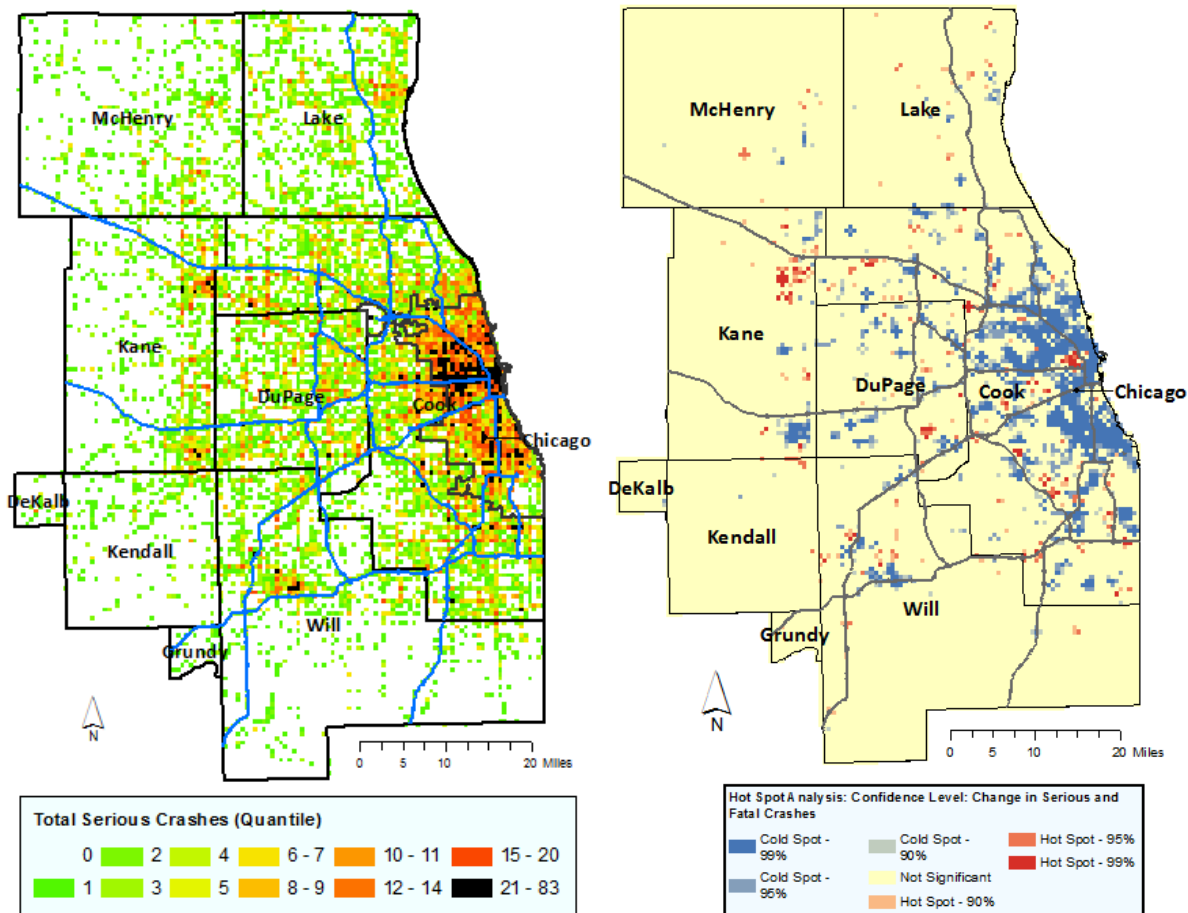 McHenry
Lake
Kane
DuPage
Cook
Chicago
DeKalb
Kendall
Will
Grundy
N
0 5 10 20 Miles
Total Serious Crashes (Quantile)
0 2 4 6 - 7 10 - 11 15 - 20
1 3 5 8 - 9 12 - 14 21 - 83
McHenry
Lake
Kane
DuPage
Cook
Chicago
DeKalb
Kendall
Will
Grundy
N
0 5 10 20 Miles
Hot Spot Analysis: Confidence Level: Change in Serious and
Fatal Crashes
Cold Spot -
99%
Cold Spot -
95%
Cold Spot -
90%
Not Significant
Hot Spot - 90%
Hot Spot - 95%
Hot Spot - 99%